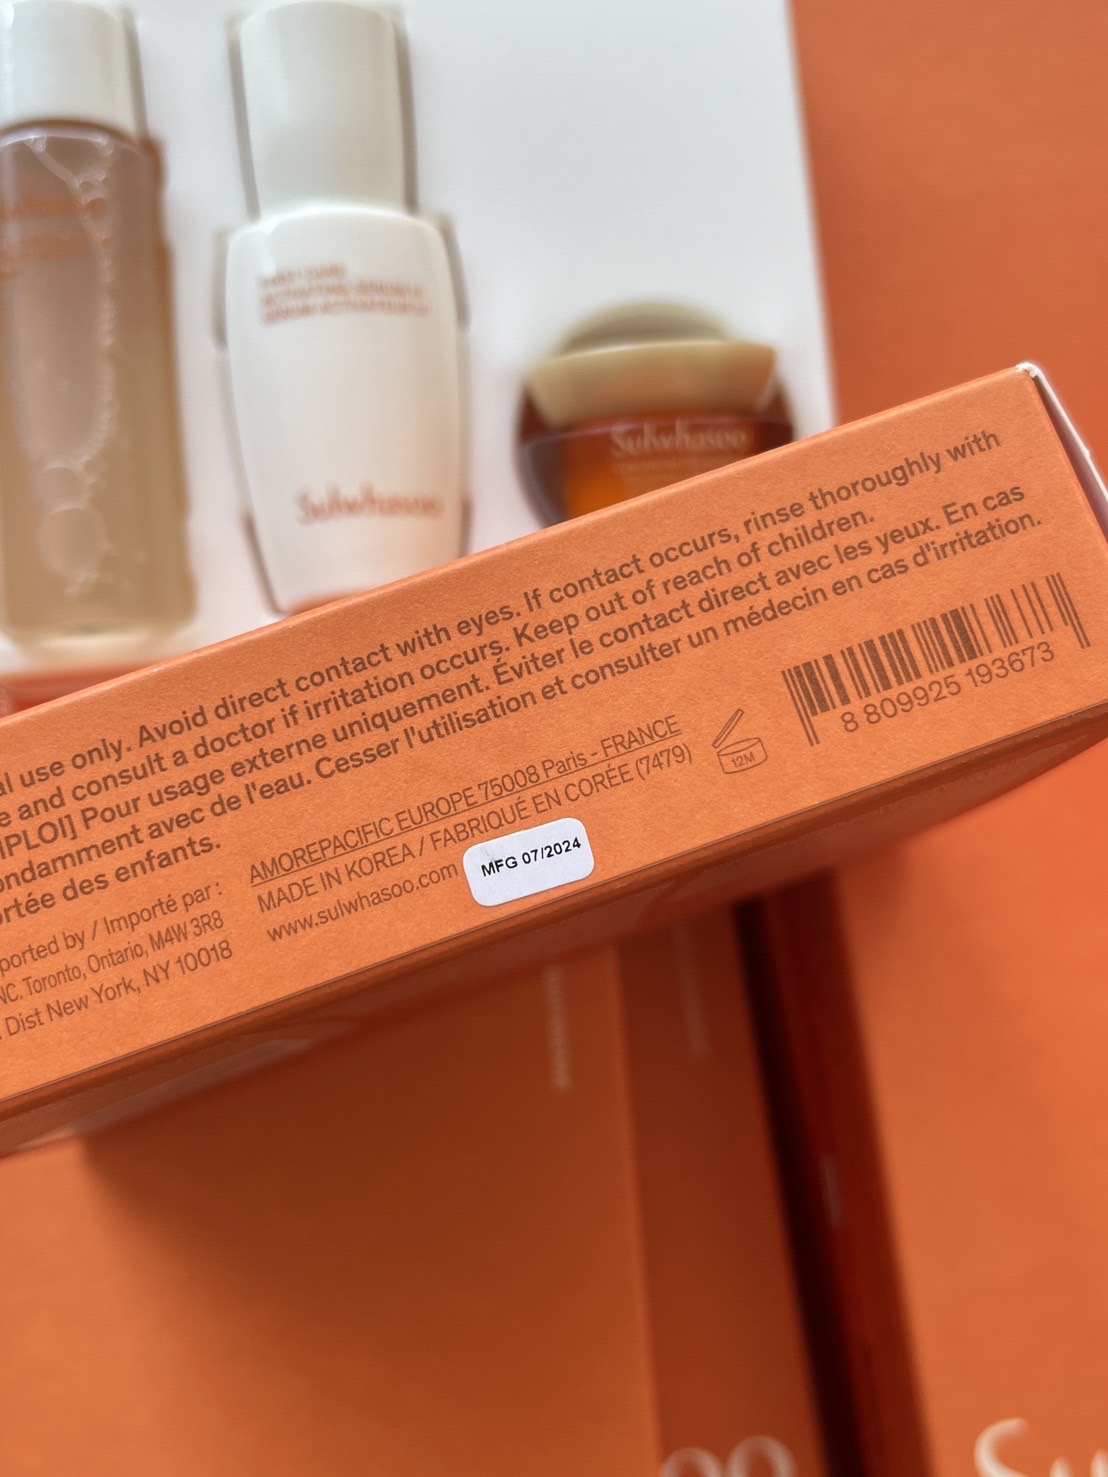 Sulwhasoo
Sulwhasoo
al use only. Avoid direct contact with eyes. If contact occurs, rinse thoroughly with
e and consult a doctor if irritation occurs. Keep out of reach of children.
MPLOI] Pour usage externe uniquement. Éviter le contact direct avec les yeux. En cas
ondamment avec de l'eau. Cesser l'utilisation et consulter un médecin en cas d'irritation.
ortée des enfants.
ported by / Importé par :
NC. Toronto, Ontario, M4W 3R8
Dist New York, NY 10018
AMOREPACIFIC EUROPE 75008 Paris - FRANCE
MADE IN KOREA / FABRIQUÉ EN CORÉE (7479)
www.sulwhasoo.com
MFG 07/2024
12M
8 809925 193673
Su